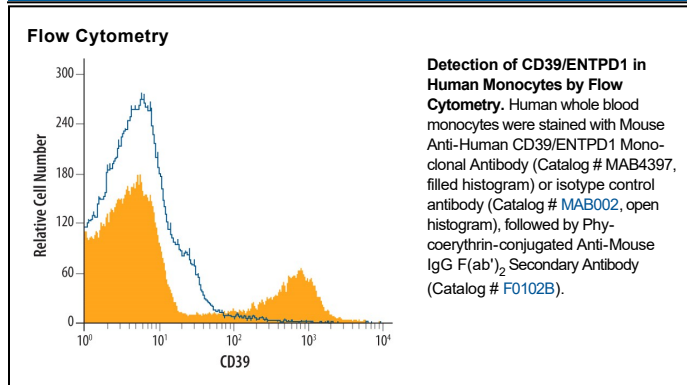 Flow Cytometry
Relative Cell Number
300
240
180
120
60
0
10⁰
10¹
10²
10³
10⁴
CD39
Detection of CD39/ENTPD1 in
Human Monocytes by Flow
Cytometry. Human whole blood
monocytes were stained with Mouse
Anti-Human CD39/ENTPD1 Mono-
clonal Antibody (Catalog # MAB4397,
filled histogram) or isotype control
antibody (Catalog # MAB002, open
histogram), followed by Phy-
coerythrin-conjugated Anti-Mouse
IgG F(ab')₂ Secondary Antibody
(Catalog # F0102B).